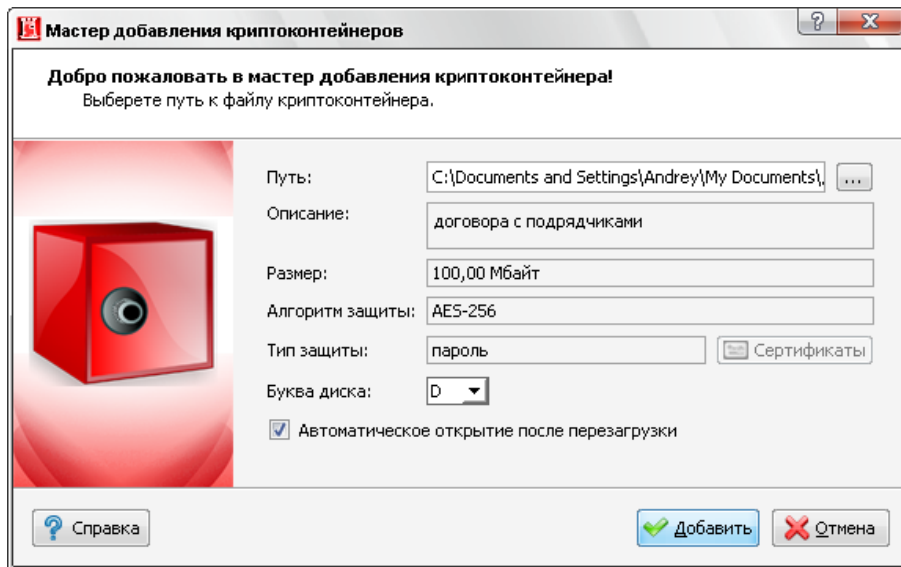 Мастер добавления криптоконтейнеров
Добро пожаловать в мастер добавления криптоконтейнера!
Выберете путь к файлу криптоконтейнера.
Путь: C:\Documents and Settings\Andrey\My Documents\, ...
Описание: договора с подрядчиками
Размер: 100,00 Мбайт
Алгоритм защиты: AES-256
Тип защиты: пароль Сертификаты
Буква диска: D
Автоматическое открытие после перезагрузки
Справка Добавить Отмена